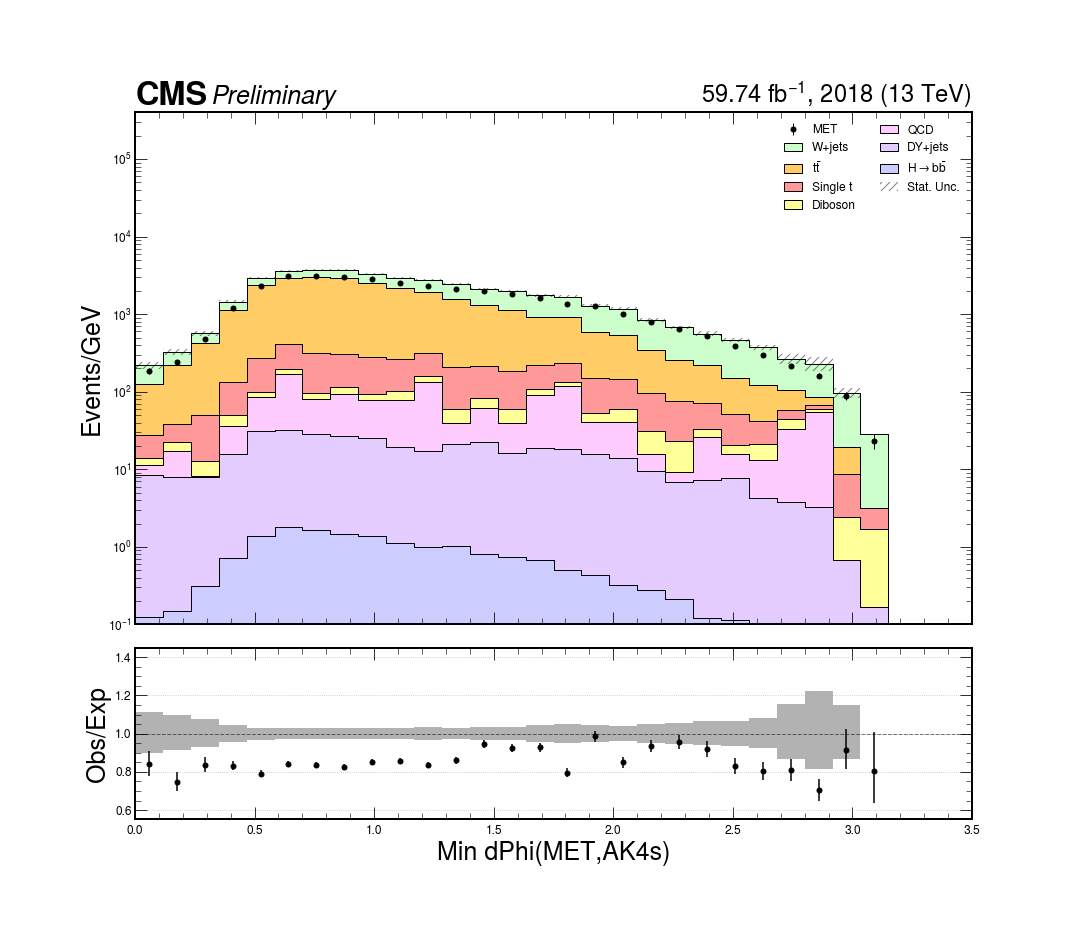 CMS Preliminary
59.74 fb⁻¹, 2018 (13 TeV)
MET
W+jets
tt̄
Single t
Diboson
QCD
DY+jets
H→bb̄
Stat. Unc.
Events/GeV
10⁵
10⁴
10³
10²
10¹
10⁰
10⁻¹
Obs/Exp
1.4
1.2
1.0
0.8
0.6
0.0 0.5 1.0 1.5 2.0 2.5 3.0 3.5
Min dPhi(MET,AK4s)